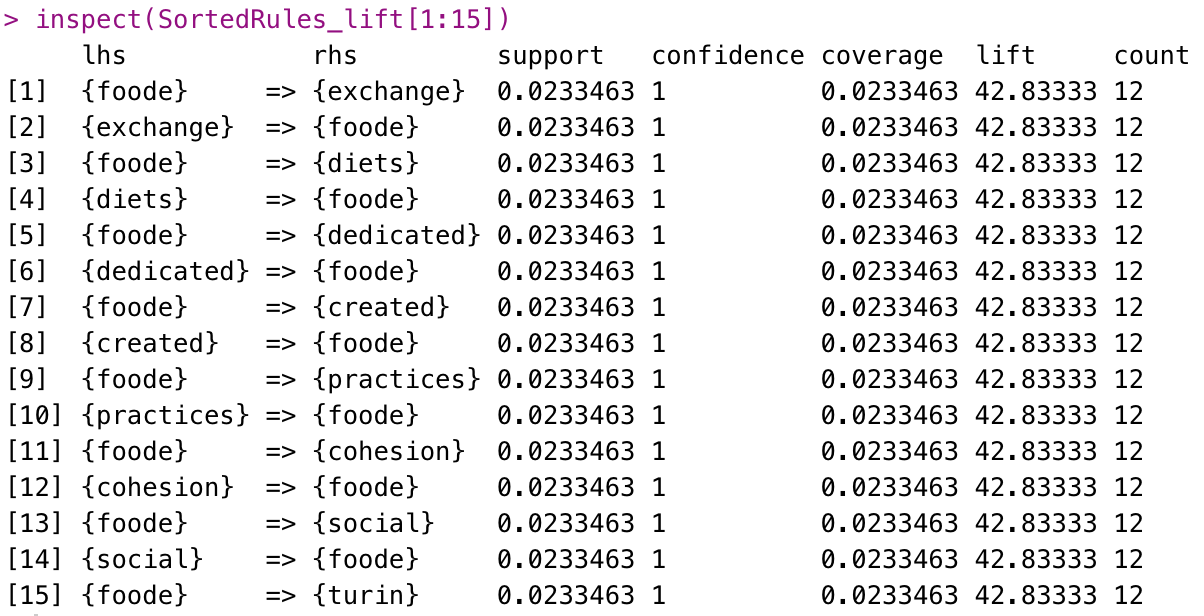 > inspect(SortedRules_lift[1:15])
lhs rhs support confidence coverage lift count
[1] {foode} => {exchange} 0.0233463 1 0.0233463 42.83333 12
[2] {exchange} => {foode} 0.0233463 1 0.0233463 42.83333 12
[3] {foode} => {diets} 0.0233463 1 0.0233463 42.83333 12
[4] {diets} => {foode} 0.0233463 1 0.0233463 42.83333 12
[5] {foode} => {dedicated} 0.0233463 1 0.0233463 42.83333 12
[6] {dedicated} => {foode} 0.0233463 1 0.0233463 42.83333 12
[7] {foode} => {created} 0.0233463 1 0.0233463 42.83333 12
[8] {created} => {foode} 0.0233463 1 0.0233463 42.83333 12
[9] {foode} => {practices} 0.0233463 1 0.0233463 42.83333 12
[10] {practices} => {foode} 0.0233463 1 0.0233463 42.83333 12
[11] {foode} => {cohesion} 0.0233463 1 0.0233463 42.83333 12
[12] {cohesion} => {foode} 0.0233463 1 0.0233463 42.83333 12
[13] {foode} => {social} 0.0233463 1 0.0233463 42.83333 12
[14] {social} => {foode} 0.0233463 1 0.0233463 42.83333 12
[15] {foode} => {turin} 0.0233463 1 0.0233463 42.83333 12